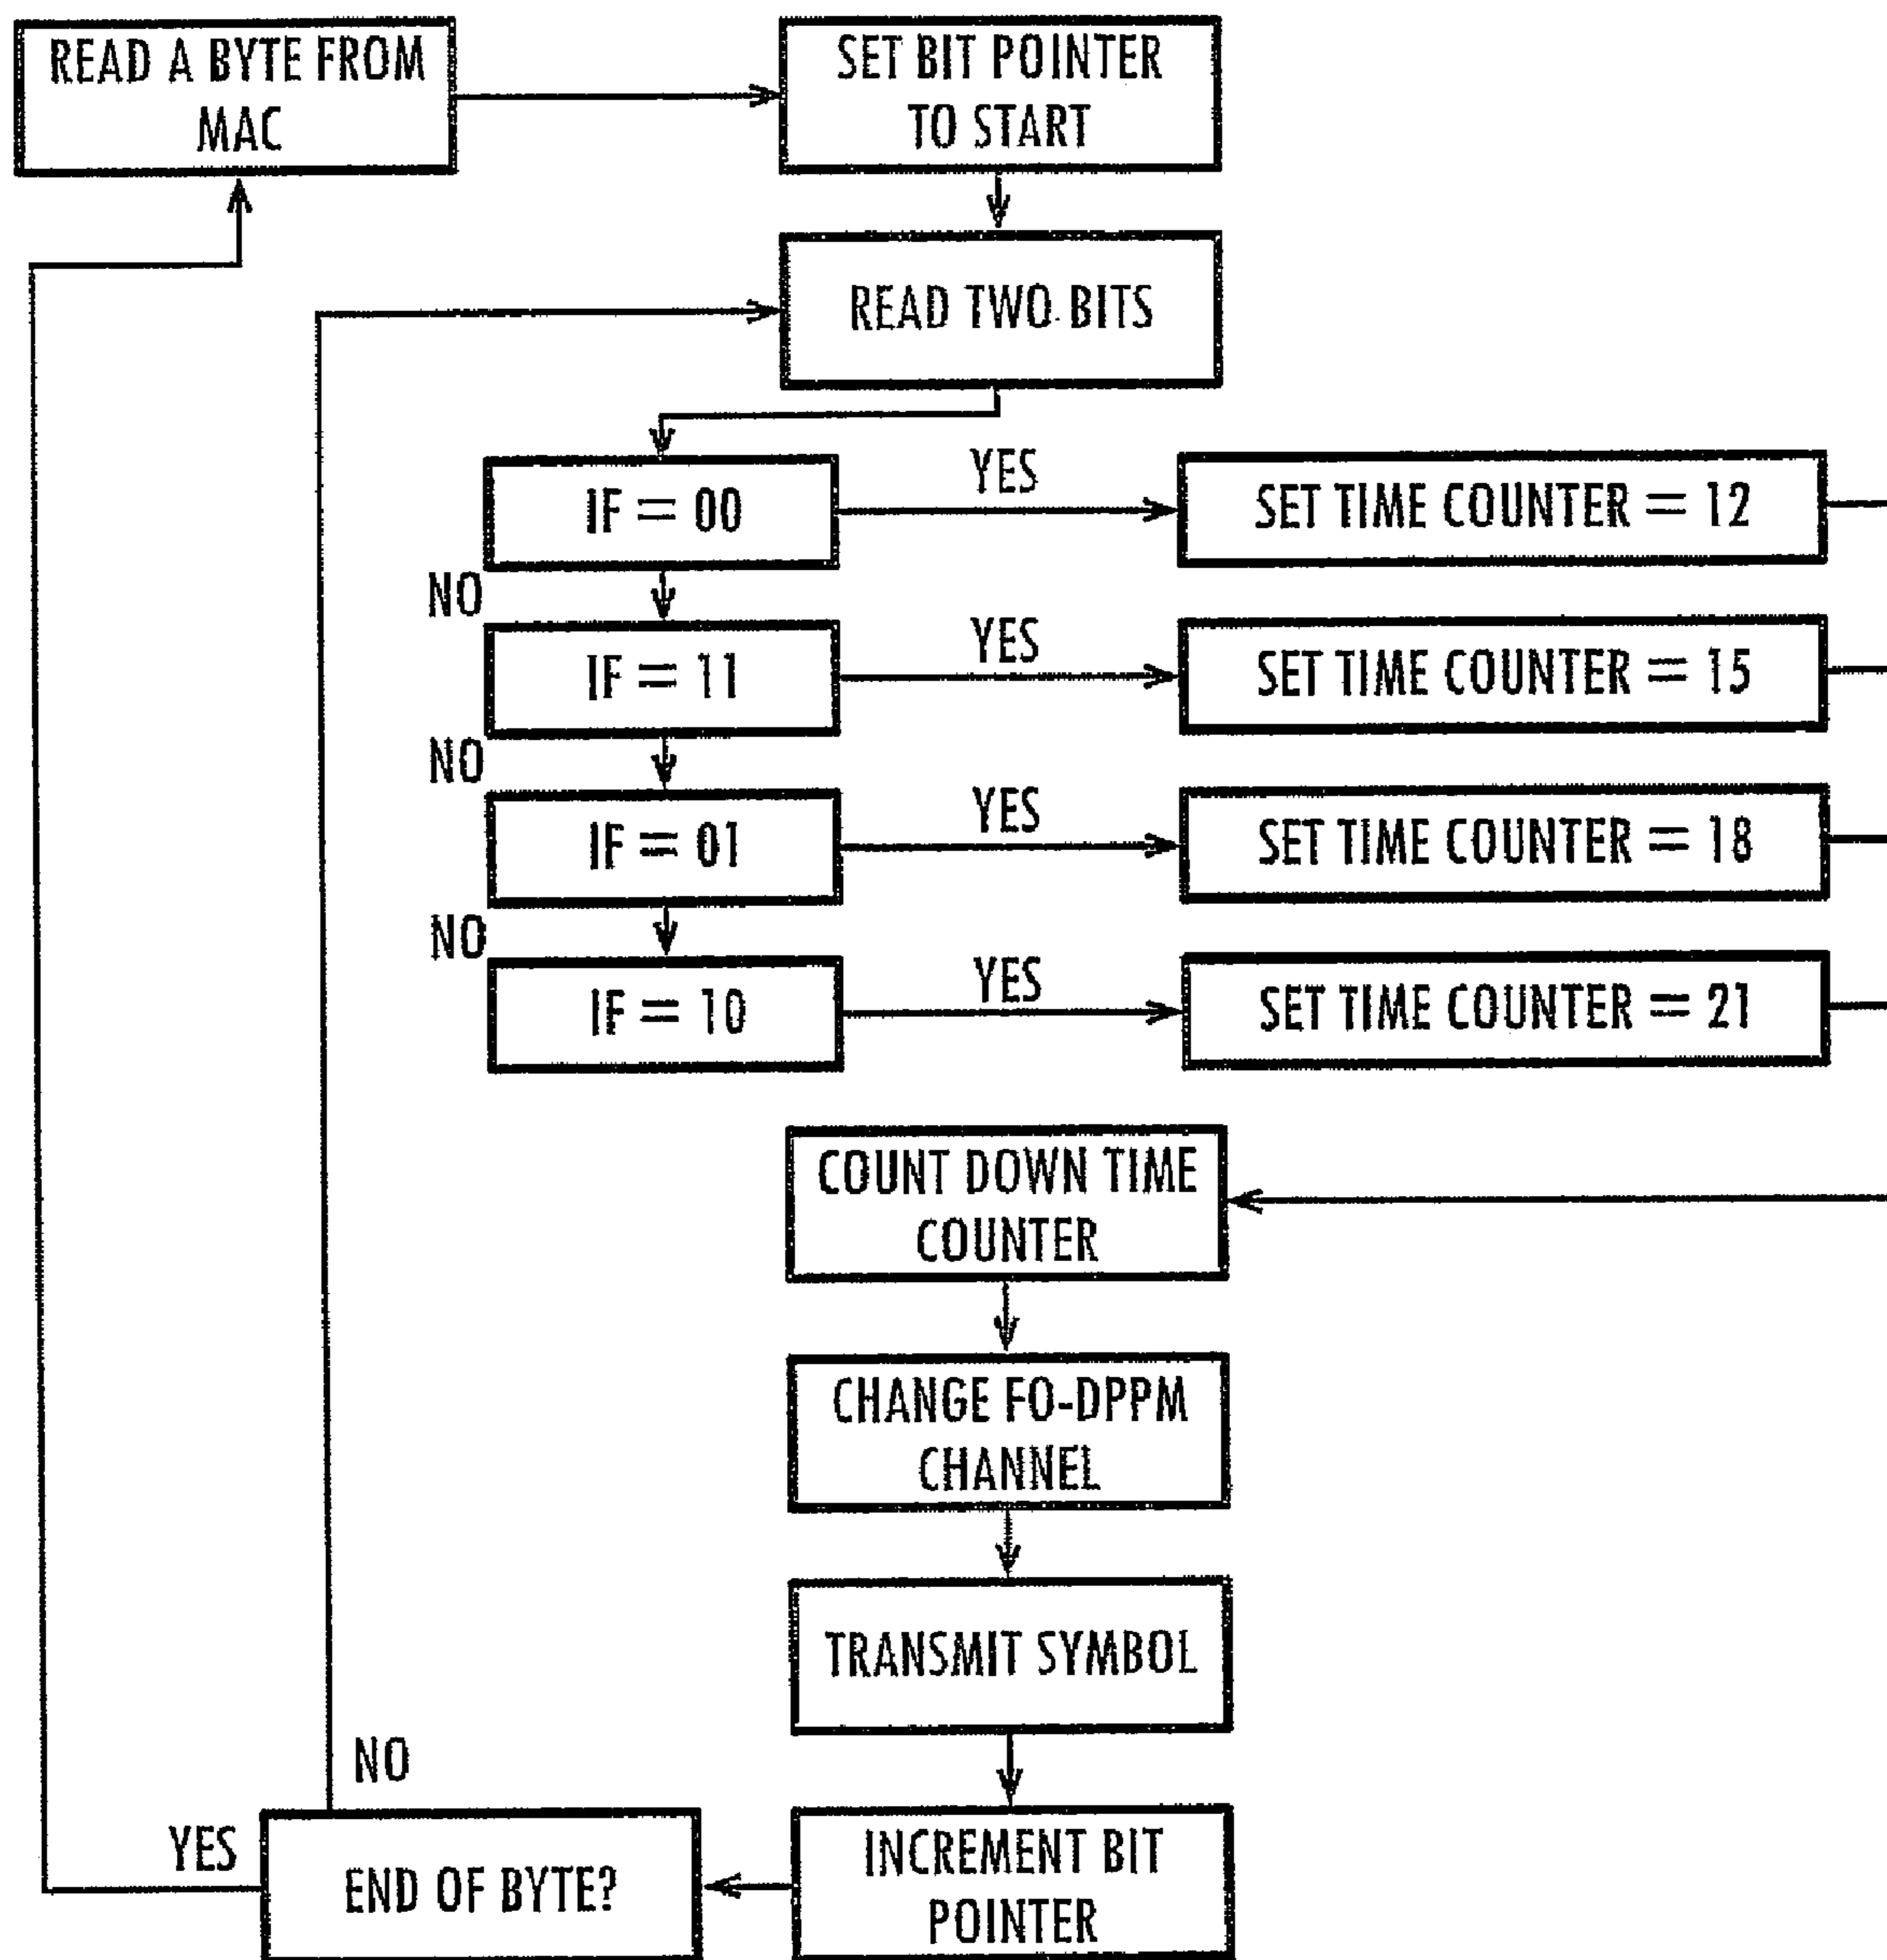 READ A BYTE FROM
MAC
SET BIT POINTER
TO START
READ TWO BITS
IF = 00
YES
SET TIME COUNTER = 12
NO
IF = 11
YES
SET TIME COUNTER = 15
NO
IF = 01
YES
SET TIME COUNTER = 18
NO
IF = 10
YES
SET TIME COUNTER = 21
COUNT DOWN TIME
COUNTER
CHANGE FO-DPPM
CHANNEL
TRANSMIT SYMBOL
INCREMENT BIT
POINTER
END OF BYTE?
NO
YES